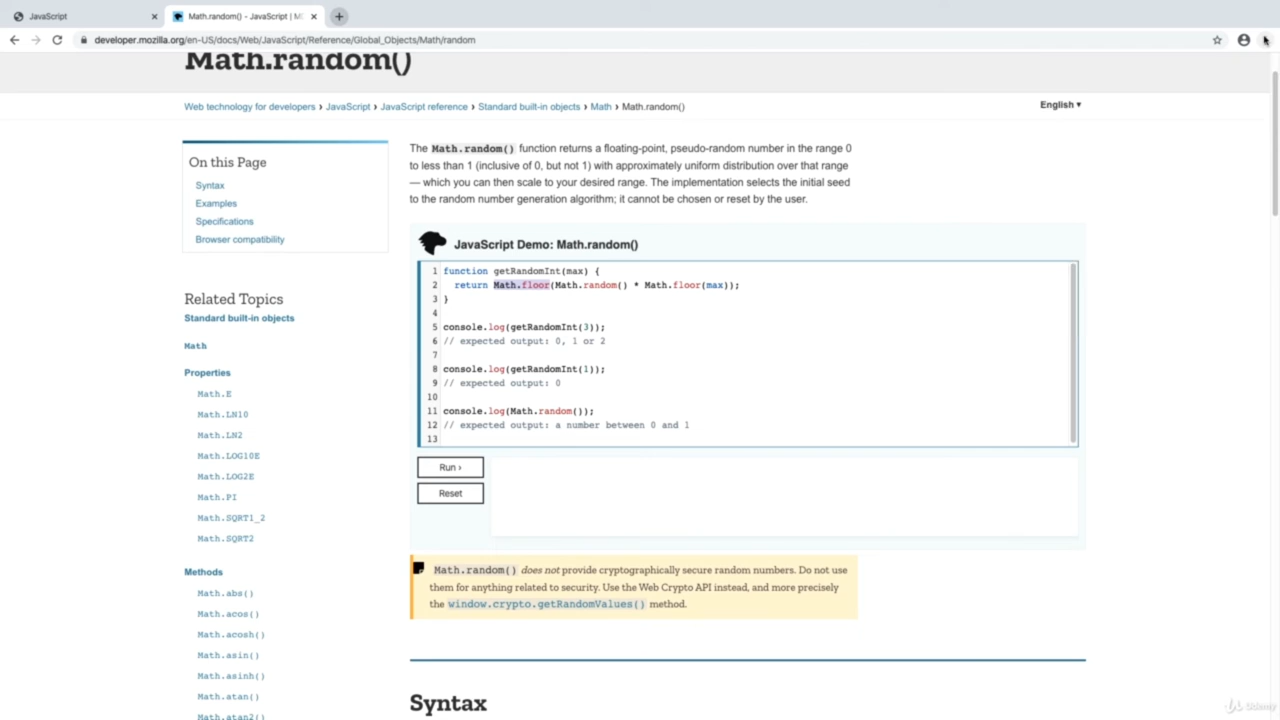 JavaScript
Math.random() - JavaScript | M
developer.mozilla.org/en-US/docs/Web/JavaScript/Reference/Global_Objects/Math/random
Math.random()
Web technology for developers › JavaScript › JavaScript reference › Standard built-in objects › Math › Math.random()
English ▾
On this Page
Syntax
Examples
Specifications
Browser compatibility
Related Topics
Standard built-in objects
Math
Properties
Math.E
Math.LN10
Math.LN2
Math.LOG10E
Math.LOG2E
Math.PI
Math.SQRT1_2
Math.SQRT2
Methods
Math.abs()
Math.acos()
Math.acosh()
Math.asin()
Math.asinh()
Math.atan()
Math.atan2()
The Math.random() function returns a floating-point, pseudo-random number in the range 0
to less than 1 (inclusive of 0, but not 1) with approximately uniform distribution over that range
— which you can then scale to your desired range. The implementation selects the initial seed
to the random number generation algorithm; it cannot be chosen or reset by the user.
JavaScript Demo: Math.random()
1 function getRandomInt(max) {
2 return Math.floor(Math.random() * Math.floor(max));
3 }
4
5 console.log(getRandomInt(3));
6 // expected output: 0, 1 or 2
7
8 console.log(getRandomInt(1));
9 // expected output: 0
10
11 console.log(Math.random());
12 // expected output: a number between 0 and 1
13
Run ›
Reset
Math.random() does not provide cryptographically secure random numbers. Do not use
them for anything related to security. Use the Web Crypto API instead, and more precisely
the window.crypto.getRandomValues() method.
Syntax
Udemy